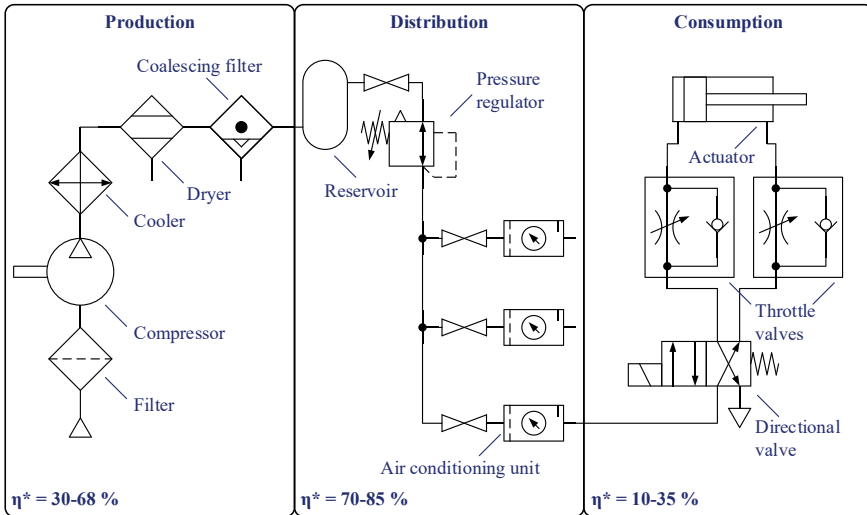 Production
Coalescing filter
Dryer
Cooler
Compressor
Filter
η* = 30-68 %
Distribution
Pressure
regulator
Reservoir
Air conditioning unit
η* = 70-85 %
Consumption
Actuator
Throttle
valves
Directional
valve
η* = 10-35 %